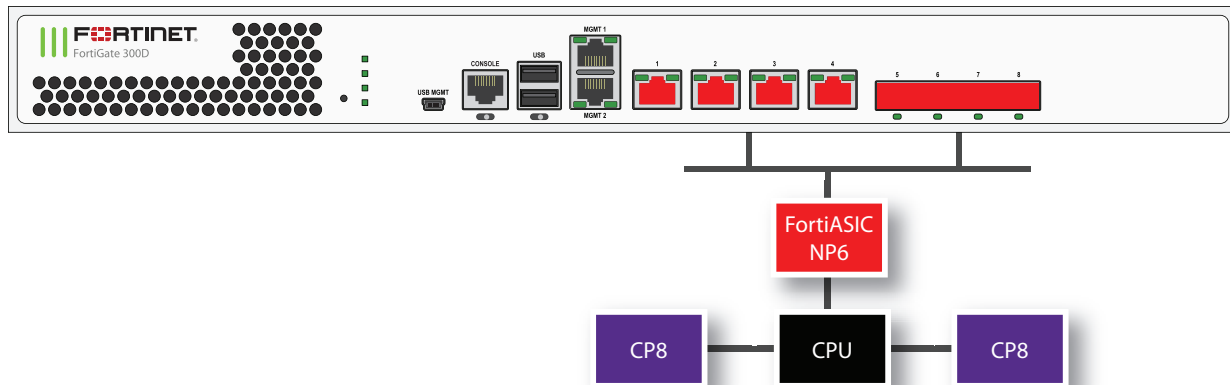 FORTINET
FortiGate 300D
USB MGMT
CONSOLE
USB
MGMT 1
MGMT 2
1
2
3
4
5
6
7
8
FortiASIC
NP6
CP8
CPU
CP8